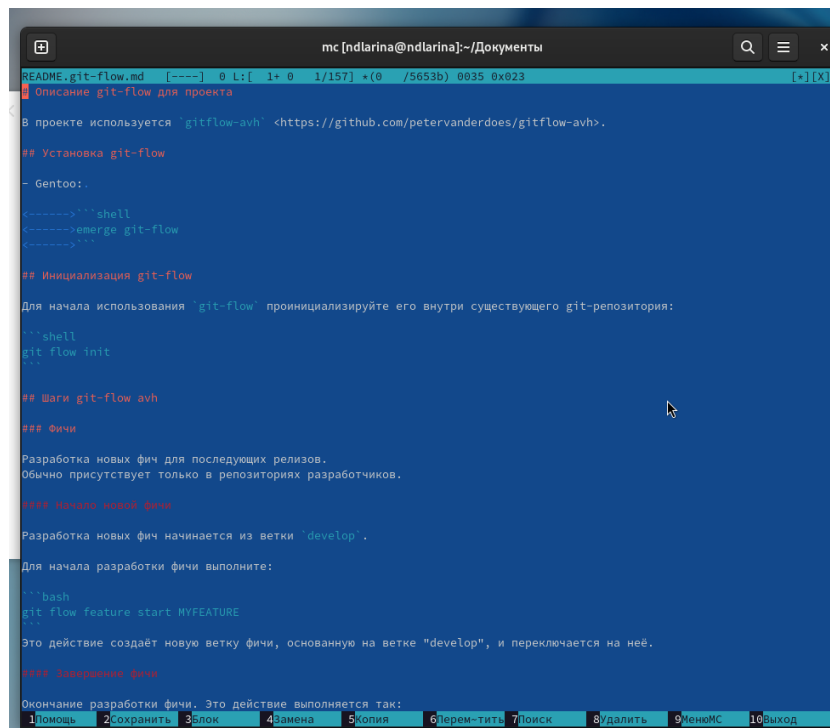 mc [ndlarina@ndlarina]:~/Документы
README.git-flow.md [----] 0 L:[ 1+ 0 1/157] *(0 /5653b) 0035 0x023 [*][X]
# Описание git-flow для проекта
В проекте используется `gitflow-avh` <https://github.com/petervanderdoes/gitflow-avh>.
## Установка git-flow
- Gentoo:.
<------>```shell
<------>emerge git-flow
<------>```
## Инициализация git-flow
Для начала использования `git-flow` проинициализируйте его внутри существующего git-репозитория:
```shell
git flow init
```
## Шаги git-flow avh
### Фичи
Разработка новых фич для последующих релизов.
Обычно присутствует только в репозиториях разработчиков.
#### Начало новой фичи
Разработка новых фич начинается из ветки `develop`.
Для начала разработки фичи выполните:
```bash
git flow feature start MYFEATURE
```
Это действие создаёт новую ветку фичи, основанную на ветке "develop", и переключается на неё.
#### Завершение фичи
Окончание разработки фичи. Это действие выполняется так:
1Помощь 2Сохранить 3Блок 4Замена 5Копия 6Перем~тить 7Поиск 8Удалить 9МенюMC 10Выход